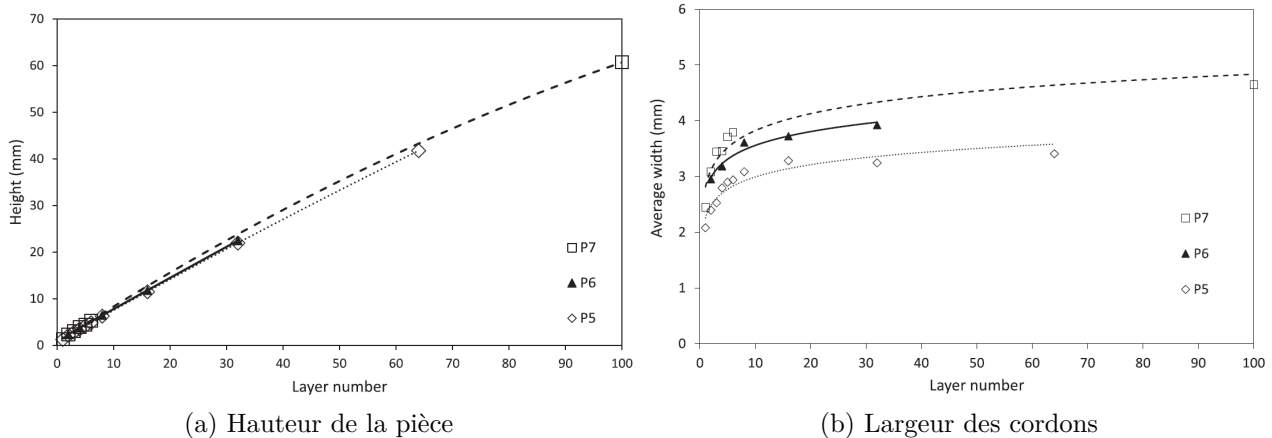 70
60
50
40
30
20
10
0
Height (mm)
P7
P6
P5
0 10 20 30 40 50 60 70 80 90 100
Layer number
(a) Hauteur de la pièce
6
5
4
3
2
1
0
Average width (mm)
P7
P6
P5
0 10 20 30 40 50 60 70 80 90 100
Layer number
(b) Largeur des cordons